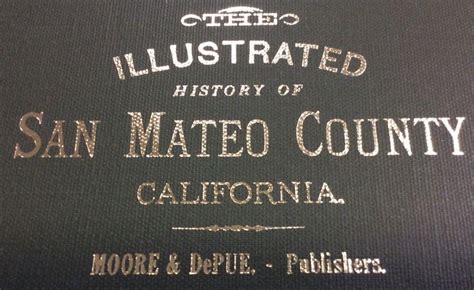 THE
ILLUSTRATED
HISTORY OF
SAN MATEO COUNTY
CALIFORNIA.
MOORE & DEPUE, - Publishers.